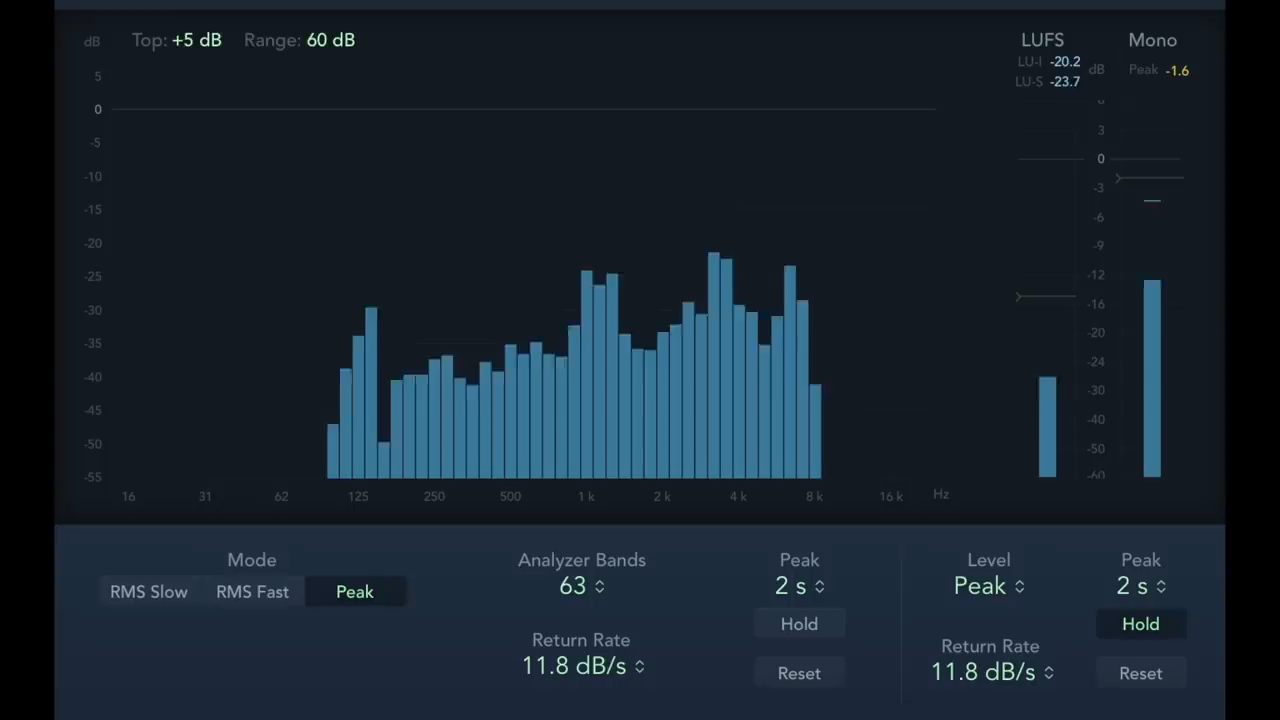 dB Top: +5 dB Range: 60 dB
LUFS
LU-I -20.2
LU-S -23.7
dB
Mono
Peak -1.6
5
0
-5
-10
-15
-20
-25
-30
-35
-40
-45
-50
-55
16 31 62 125 250 500 1 k 2 k 4 k 8 k 16 k Hz
3
0
-3
-6
-9
-12
-16
-20
-24
-30
-40
-50
-60
Mode
RMS Slow RMS Fast Peak
Analyzer Bands
63
Return Rate
11.8 dB/s
Peak
2 s
Hold
Reset
Level
Peak
Return Rate
11.8 dB/s
Peak
2 s
Hold
Reset